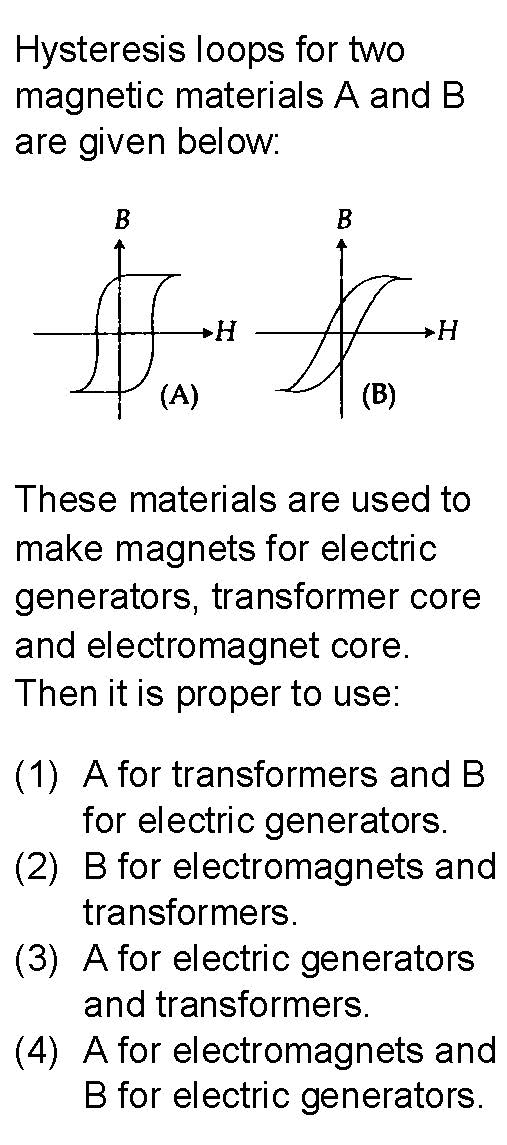 Hysteresis loops for two
magnetic materials A and B
are given below:
B
B
H
H
(A)
(B)
These materials are used to
make magnets for electric
generators, transformer core
and electromagnet core.
Then it is proper to use:
(1) A for transformers and B
for electric generators.
(2) B for electromagnets and
transformers.
(3) A for electric generators
and transformers.
(4) A for electromagnets and
B for electric generators.